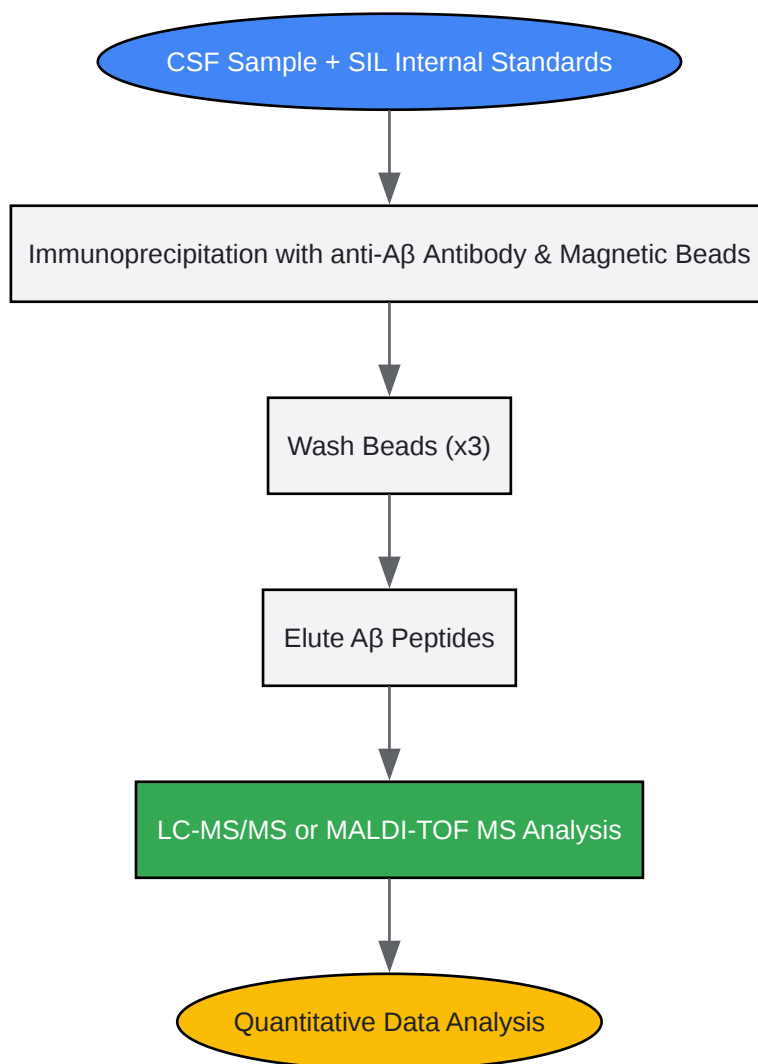 CSF Sample + SIL Internal Standards
Immunoprecipitation with anti-Aβ Antibody & Magnetic Beads
Wash Beads (x3)
Elute Aβ Peptides
LC-MS/MS or MALDI-TOF MS Analysis
Quantitative Data Analysis